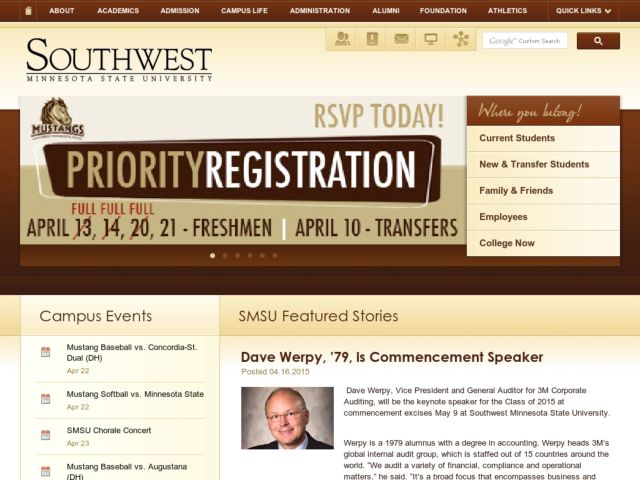 ABOUT ACADEMICS ADMISSION CAMPUS LIFE ADMINISTRATION ALUMNI FOUNDATION ATHLETICS QUICK LINKS
Google Custom Search
SOUTHWEST
MINNESOTA STATE UNIVERSITY
MUSTANGS
RSVP TODAY!
PRIORITY REGISTRATION
FULL FULL FULL
APRIL 13, 14, 20, 21 - FRESHMEN | APRIL 10 - TRANSFERS
Where you belong!
Current Students
New & Transfer Students
Family & Friends
Employees
College Now
Campus Events
Mustang Baseball vs. Concordia-St.
Dual (DH)
Apr 22
Mustang Softball vs. Minnesota State
Apr 22
SMSU Chorale Concert
Apr 23
Mustang Baseball vs. Augustana
(DH)
SMSU Featured Stories
Dave Werpy, '79, is Commencement Speaker
Posted 04.16.2015
Dave Werpy, Vice President and General Auditor for 3M Corporate
Auditing, will be the keynote speaker for the Class of 2015 at
commencement excises May 9 at Southwest Minnesota State University.
Werpy is a 1979 alumnus with a degree in accounting. Werpy heads 3M's
global internal audit group, which is staffed out of 15 countries around the
world. "We audit a variety of financial, compliance and operational
matters," he said. "It's a broad focus that encompasses business and